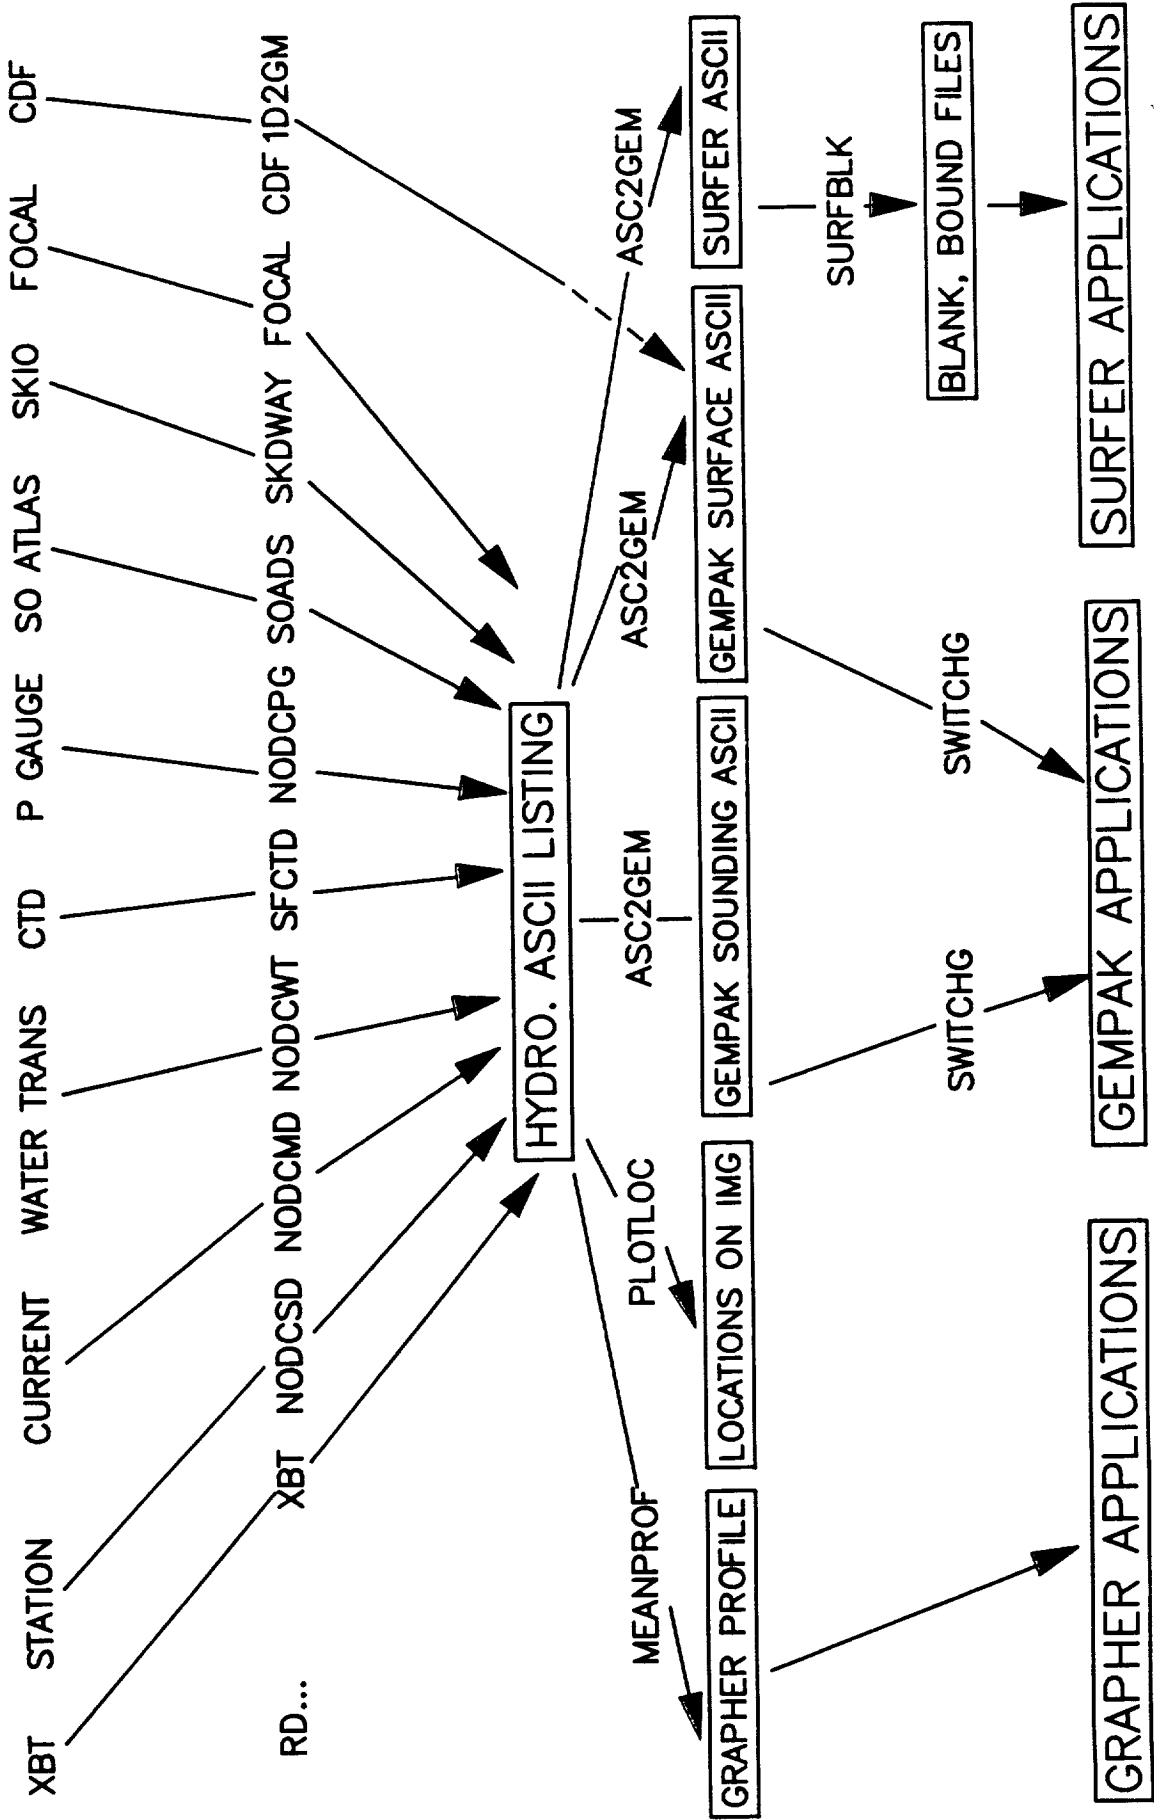 XBT STATION CURRENT WATER TRANS CTD P GAUGE SO ATLAS SKIO FOCAL CDF
RD... XBT NODCSD NODCMD NODCWT SFCTD NODCPG SOADS SKDWAY FOCAL CDF1D2GM
HYDRO. ASCII LISTING
MEANPROF PLOTLOC ASC2GEM ASC2GEM ASC2GEM
GRAPHER PROFILE LOCATIONS ON IMG GEMPAK SOUNDING ASCII GEMPAK SURFACE ASCII SURFER ASCII
SURFBLK
SWITCHG SWITCHG BLANK, BOUND FILES
GRAPHER APPLICATIONS GEMPAK APPLICATIONS SURFER APPLICATIONS